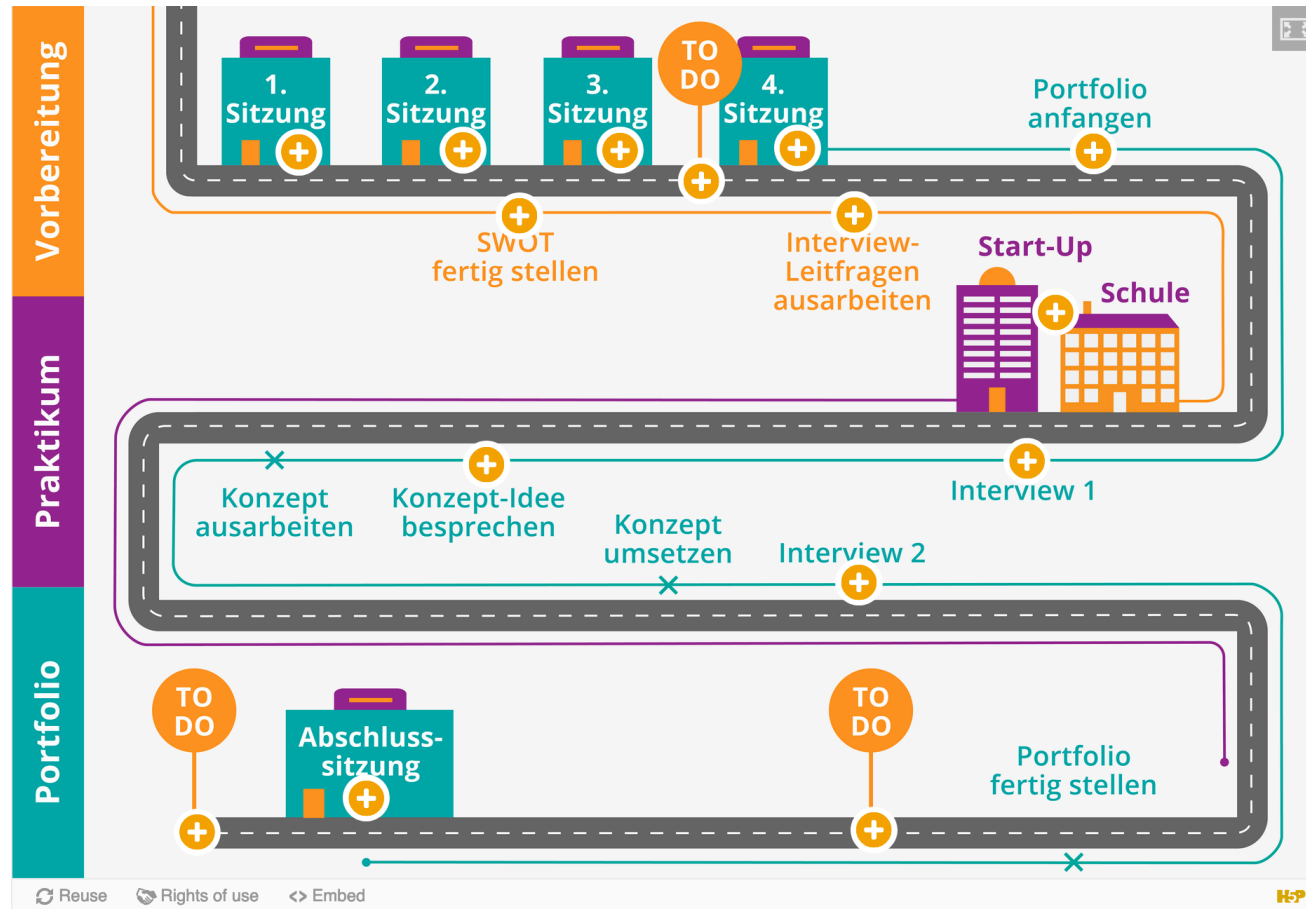 Vorbereitung
1.
Sitzung
2.
Sitzung
3.
Sitzung
TO
DO
4.
Sitzung
Portfolio
anfangen
SWOT
fertig stellen
Interview-
Leitfragen
ausarbeiten
Start-Up
Schule
Praktikum
Konzept
ausarbeiten
Konzept-Idee
besprechen
Interview 1
Konzept
umsetzen
Interview 2
Portfolio
TO
DO
Abschluss-
sitzung
TO
DO
Portfolio
fertig stellen
Reuse
Rights of use
<> Embed
H5P